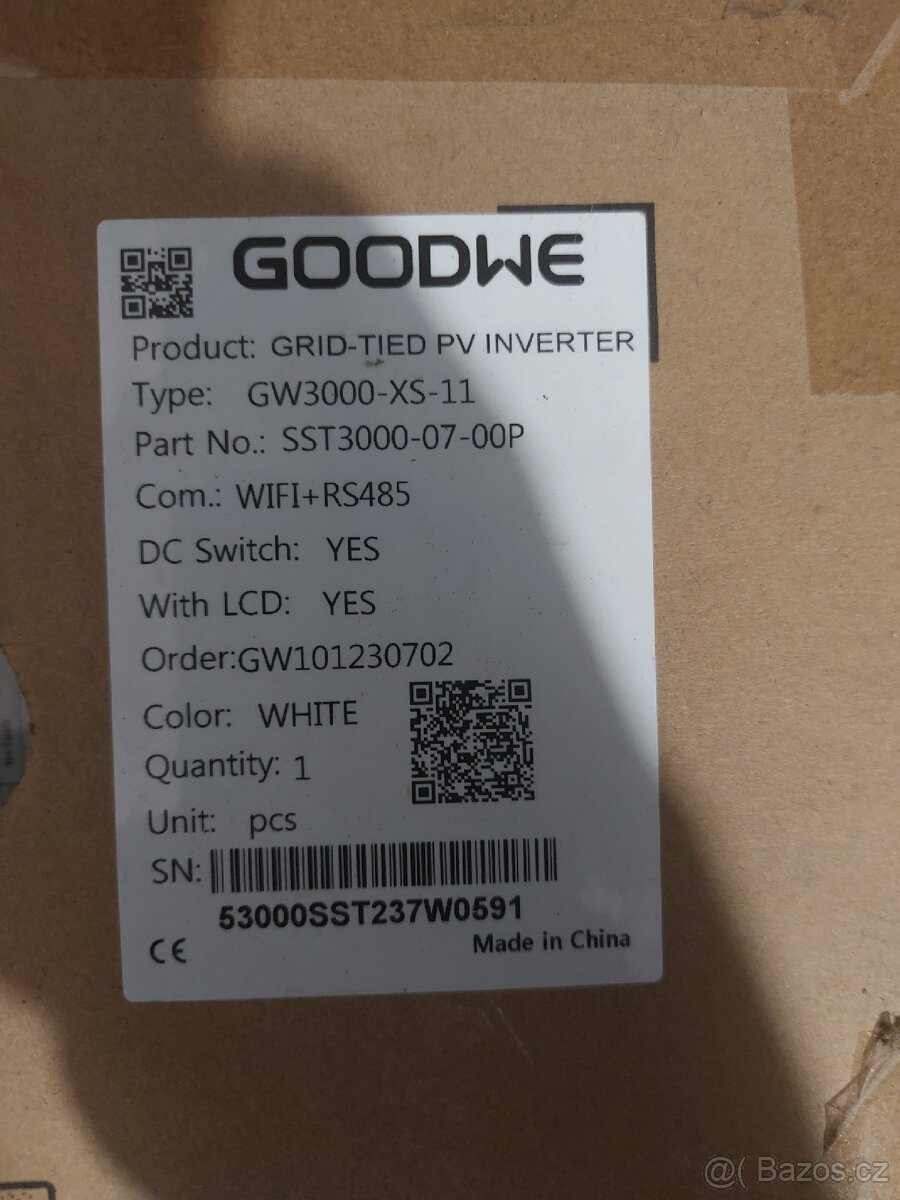 GOODWE
Product: GRID-TIED PV INVERTER
Type: GW3000-XS-11
Part No.: SST3000-07-00P
Com.: WIFI+RS485
DC Switch: YES
With LCD: YES
Order:GW101230702
Color: WHITE
Quantity: 1
Unit: pcs
SN:
53000SST237W0591
CE
Made in China
@( Bazos.cz